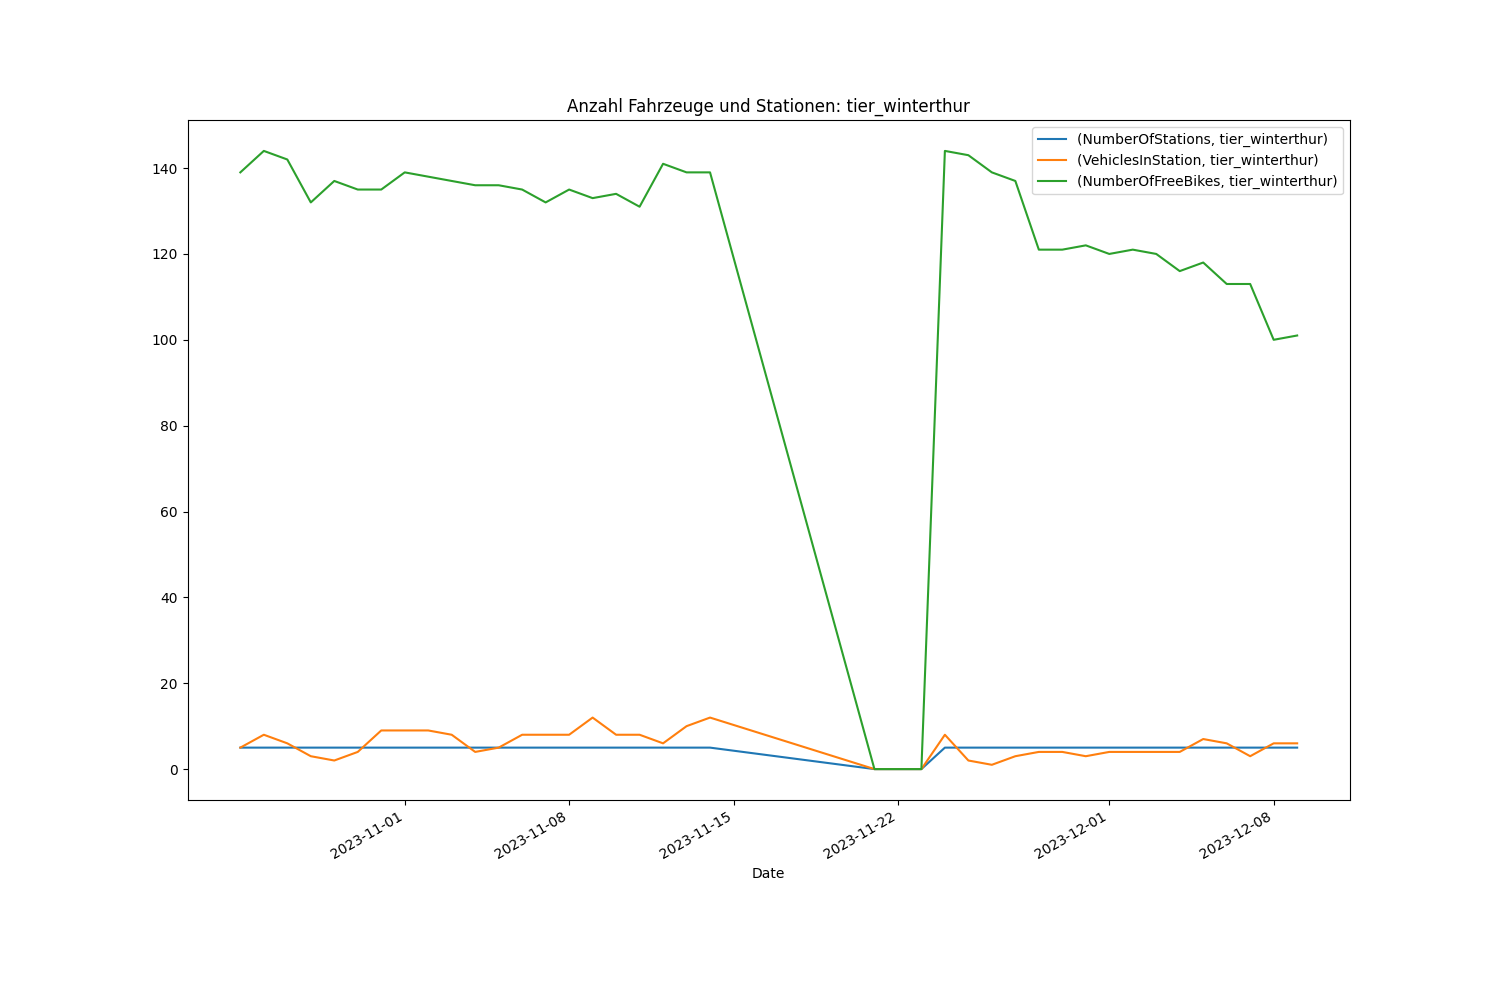 Anzahl Fahrzeuge und Stationen: tier_winterthur
(NumberOfStations, tier_winterthur)
(VehiclesInStation, tier_winterthur)
(NumberOfFreeBikes, tier_winterthur)
140
120
100
80
60
40
20
0
2023-11-01
2023-11-08
2023-11-15
2023-11-22
2023-12-01
2023-12-08
Date